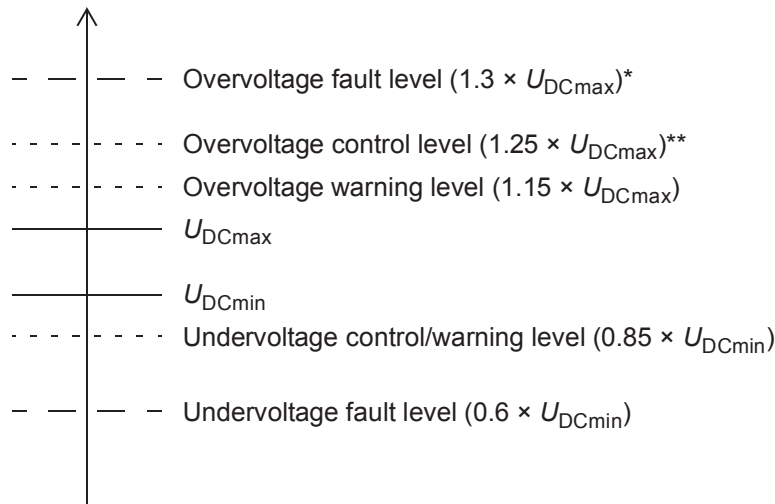 Overvoltage fault level (1.3 × UDCmax)*
Overvoltage control level (1.25 × UDCmax)**
Overvoltage warning level (1.15 × UDCmax)
UDCmax
UDCmin
Undervoltage control/warning level (0.85 × UDCmin)
Undervoltage fault level (0.6 × UDCmin)